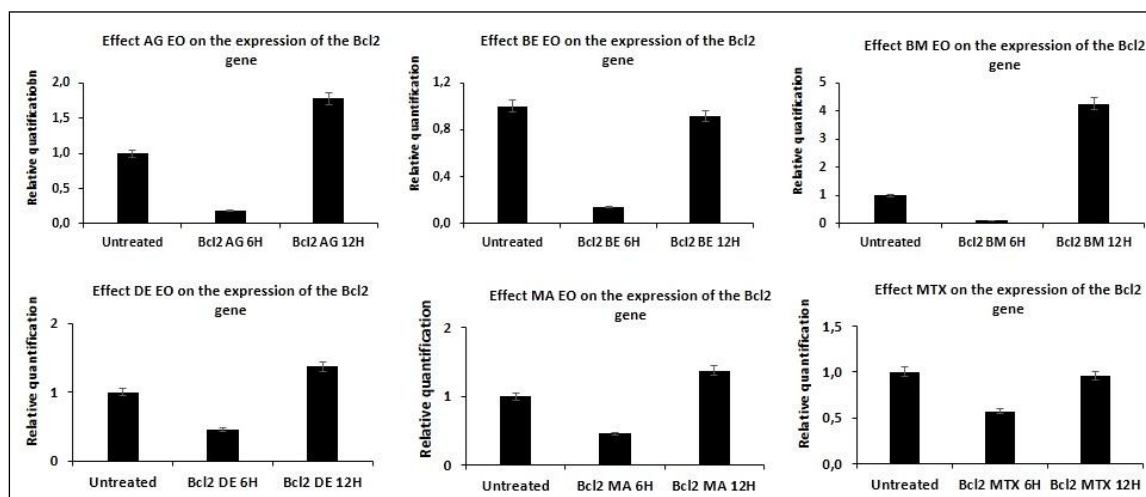 Effect AG EO on the expression of the Bcl2
gene
Relative quatificatiobn
2,0
1,5
1,0
0,5
0,0
Untreated Bcl2 AG 6H Bcl2 AG 12H
Effect BE EO on the expression of the Bcl2
gene
Relative quantification
1,2
0,8
0,4
0,0
Untreated Bcl2 BE 6H Bcl2 BE 12H
Effect BM EO on the expression of the Bcl2
gene
Relative quantification
5
4
3
2
1
0
Untreated Bcl2 BM 6H Bcl2 BM 12H
Effect DE EO on the expression of the Bcl2
gene
Relative quantification
2
1
0
Untreated Bcl2 DE 6H Bcl2 DE 12H
Effect MA EO on the expression of the Bcl2
gene
Relative quantification
2
1
0
Untreated Bcl2 MA 6H Bcl2 MA 12H
Effect MTX on the expression of the Bcl2
gene
Relative quantification
1,5
1,0
0,5
0,0
Untreated Bcl2 MTX 6H Bcl2 MTX 12H